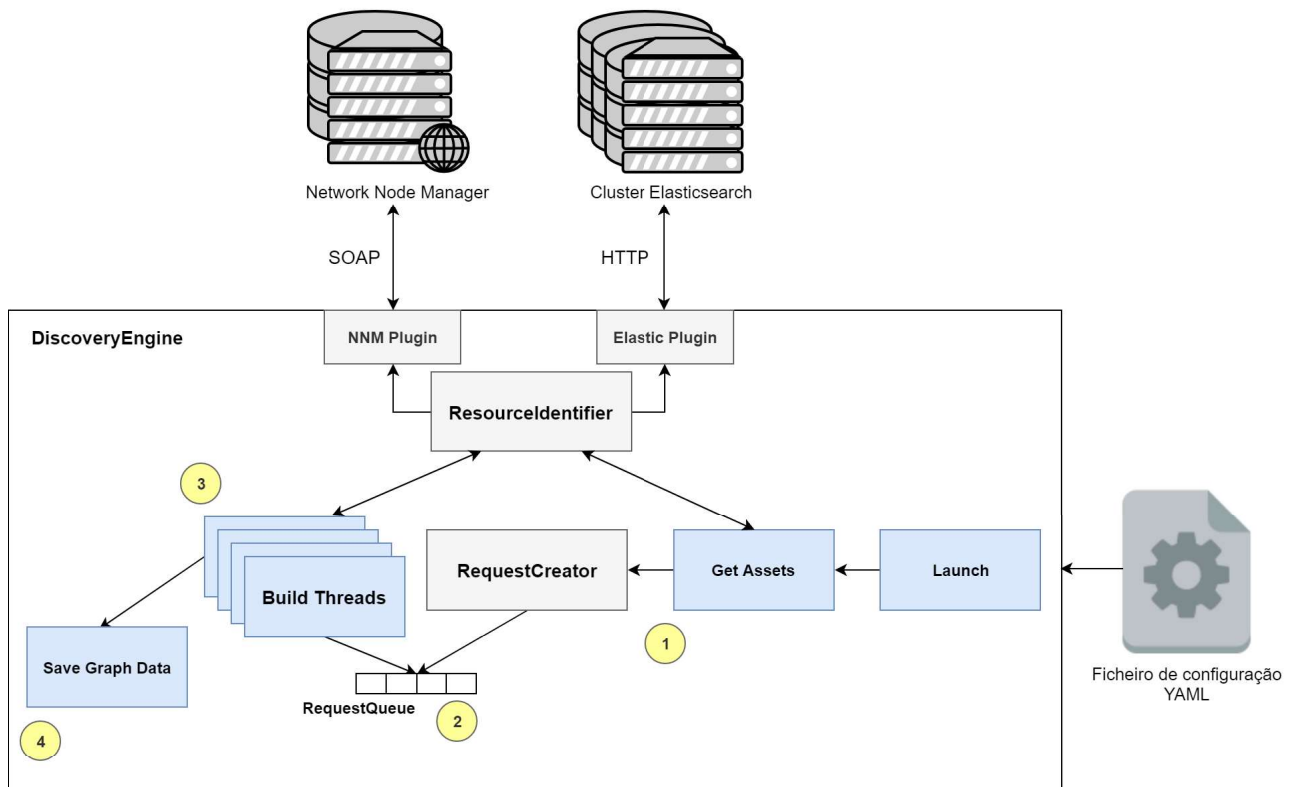 Network Node Manager
Cluster Elasticsearch
SOAP
HTTP
DiscoveryEngine
NNM Plugin
Elastic Plugin
ResourceIdentifier
3
RequestCreator
Get Assets
Launch
Build Threads
1
Save Graph Data
Ficheiro de configuração
YAML
RequestQueue
2
4